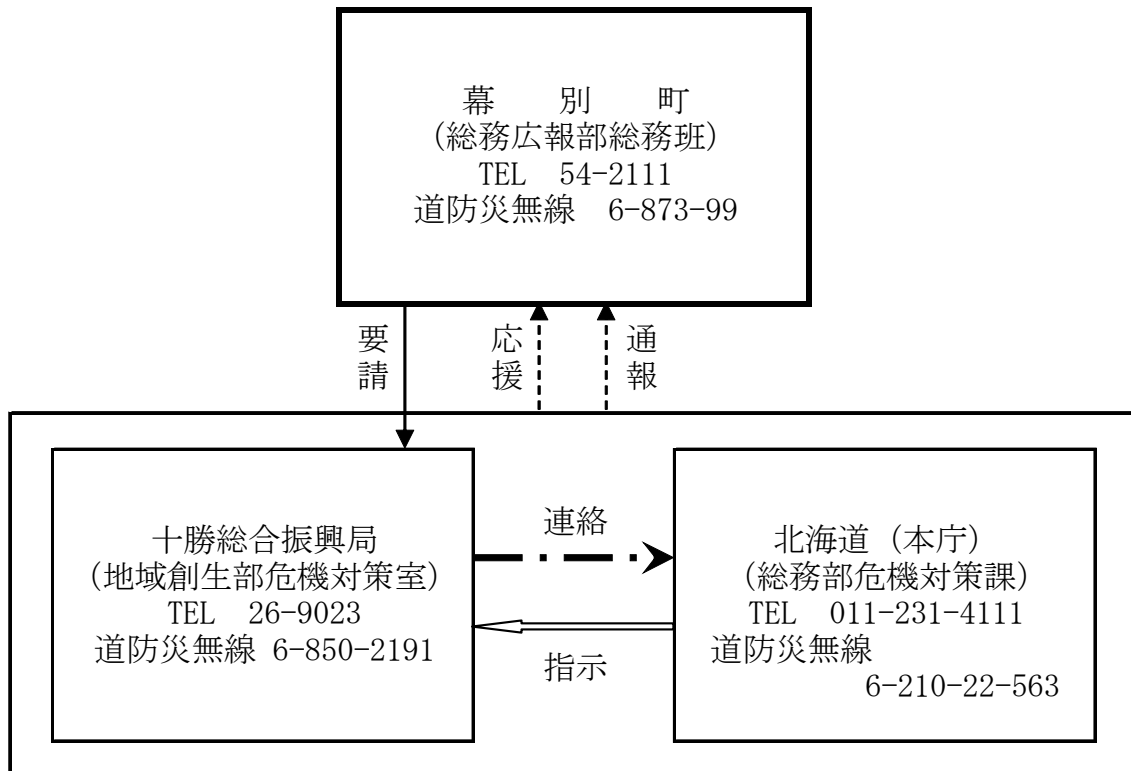 幕　別　町
（総務広報部総務班）
TEL 54-2111
道防災無線 6-873-99
要請
応援
通報
十勝総合振興局
（地域創生部危機対策室）
TEL 26-9023
道防災無線 6-850-2191
連絡
指示
北海道（本庁）
（総務部危機対策課）
TEL 011-231-4111
道防災無線
6-210-22-563